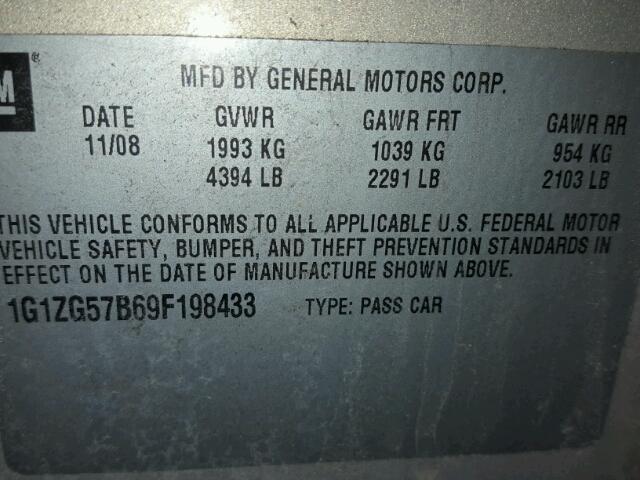 M
MFD BY GENERAL MOTORS CORP.
DATE GVWR GAWR FRT GAWR RR
11/08 1993 KG 1039 KG 954 KG
4394 LB 2291 LB 2103 LB
THIS VEHICLE CONFORMS TO ALL APPLICABLE U.S. FEDERAL MOTOR
VEHICLE SAFETY, BUMPER, AND THEFT PREVENTION STANDARDS IN
EFFECT ON THE DATE OF MANUFACTURE SHOWN ABOVE.
1G1ZG57B69F198433 TYPE: PASS CAR